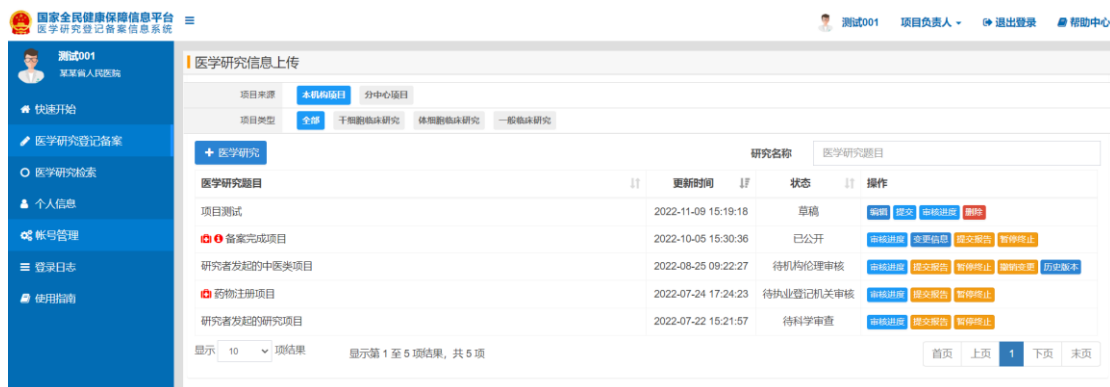 国家全民健康保障信息平台
医学研究登记备案信息系统
测试001 项目负责人 退出登录 帮助中心
测试001
某某省人民医院
快速开始
医学研究登记备案
医学研究检索
个人信息
帐号管理
登录日志
使用指南
医学研究信息上传
项目来源 本机构项目 分中心项目
项目类型 全部 干细胞临床研究 体细胞临床研究 一般临床研究
+ 医学研究 研究名称 医学研究题目
医学研究题目 更新时间 状态 操作
项目测试 2022-11-09 15:19:18 草稿 编辑 提交 审核进度 删除
备案完成项目 2022-10-05 15:30:36 已公开 审核进度 变更信息 提交报告 暂停终止
研究者发起的中医类项目 2022-08-25 09:22:27 待机构伦理审核 审核进度 提交报告 暂停终止 撤销变更 历史版本
药物注册项目 2022-07-24 17:24:23 待执业登记机关审核 审核进度 提交报告 暂停终止
研究者发起的研究项目 2022-07-22 15:21:57 待科学审查 审核进度 提交报告 暂停终止
显示 10 项结果 显示第 1 至 5 项结果，共 5 项 首页 上页 1 下页 末页